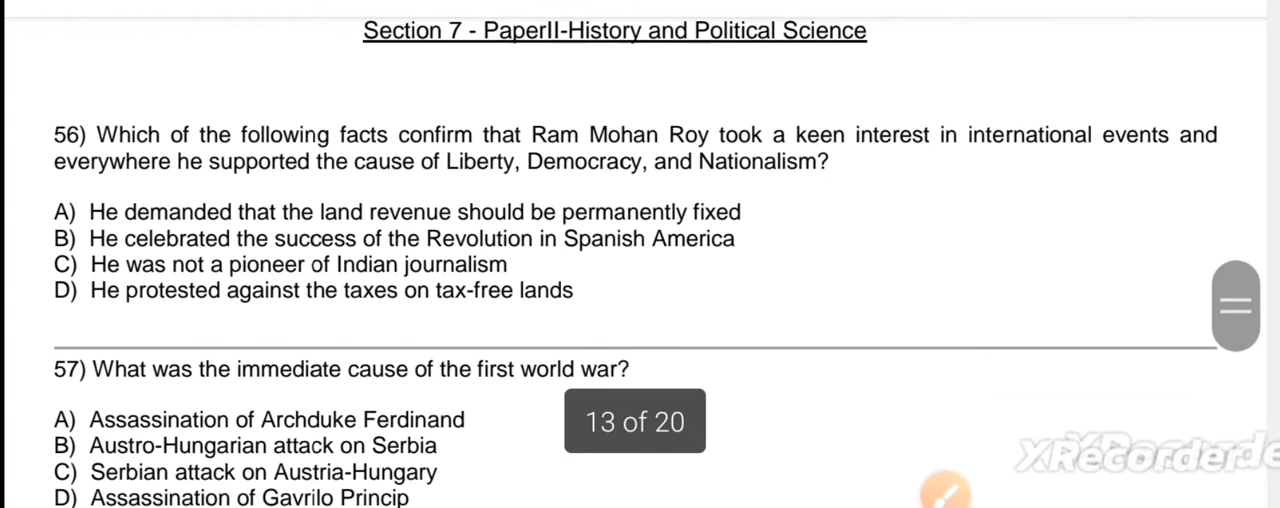 Section 7 - PaperII-History and Political Science
56) Which of the following facts confirm that Ram Mohan Roy took a keen interest in international events and
everywhere he supported the cause of Liberty, Democracy, and Nationalism?
A) He demanded that the land revenue should be permanently fixed
B) He celebrated the success of the Revolution in Spanish America
C) He was not a pioneer of Indian journalism
D) He protested against the taxes on tax-free lands
57) What was the immediate cause of the first world war?
A) Assassination of Archduke Ferdinand
B) Austro-Hungarian attack on Serbia
C) Serbian attack on Austria-Hungary
D) Assassination of Gavrilo Princip
13 of 20
XRecorder